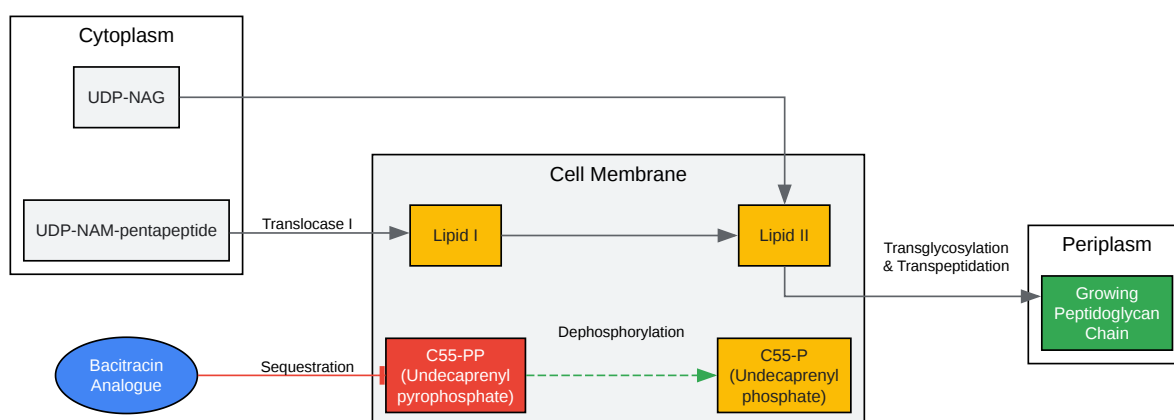 Cytoplasm
UDP-NAG
UDP-NAM-pentapeptide
Translocase I
Cell Membrane
Lipid I
Lipid II
Transglycosylation
& Transpeptidation
Periplasm
Growing
Peptidoglycan
Chain
Bacitracin
Analogue
Sequestration
C55-PP
(Undecaprenyl
pyrophosphate)
Dephosphorylation
C55-P
(Undecaprenyl
phosphate)